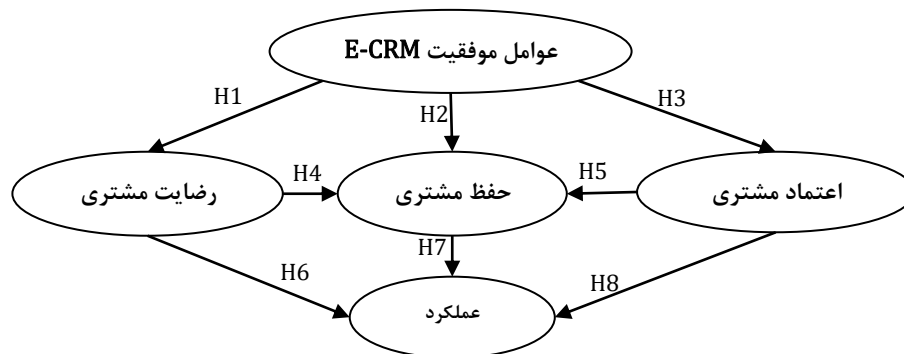 عوامل موفقیت E-CRM
H1
H2
H3
رضایت مشتری
H4
حفظ مشتری
H5
اعتماد مشتری
H6
H7
H8
عملکرد